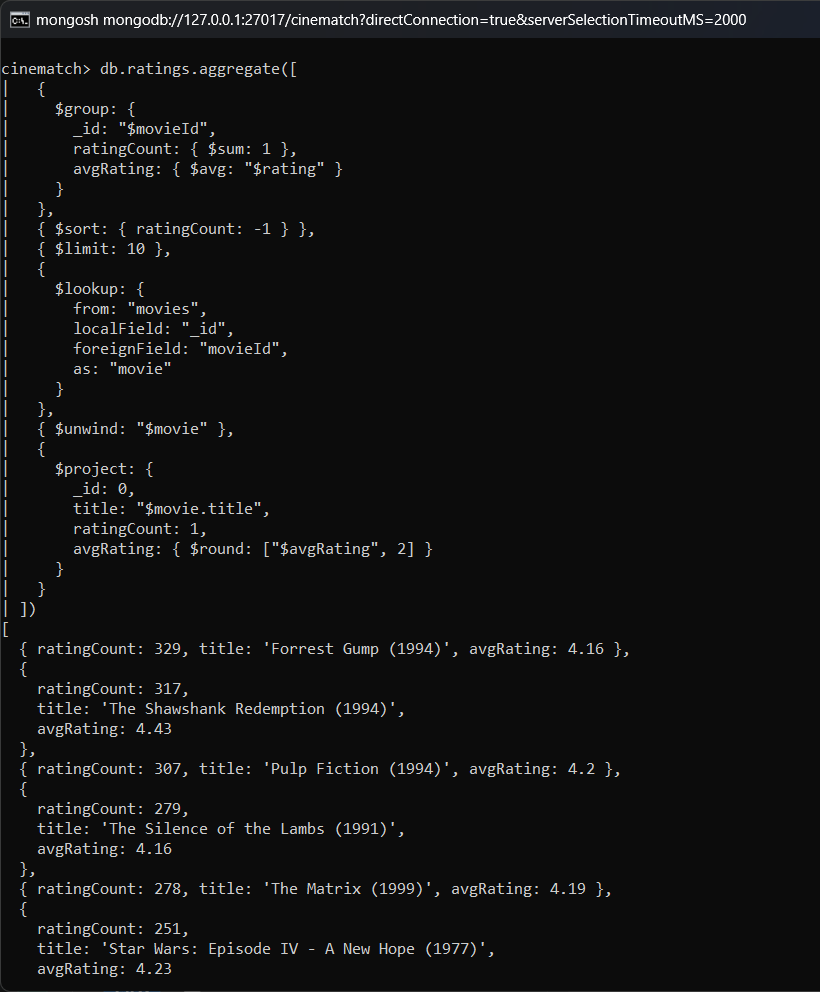 mongosh mongodb://127.0.0.1:27017/cinematch?directConnection=true&serverSelectionTimeoutMS=2000
cinematch> db.ratings.aggregate([
|   {
|     $group: {
|       _id: "$movieId",
|       ratingCount: { $sum: 1 },
|       avgRating: { $avg: "$rating" }
|     }
|   },
|   { $sort: { ratingCount: -1 } },
|   { $limit: 10 },
|   {
|     $lookup: {
|       from: "movies",
|       localField: "_id",
|       foreignField: "movieId",
|       as: "movie"
|     }
|   },
|   { $unwind: "$movie" },
|   {
|     $project: {
|       _id: 0,
|       title: "$movie.title",
|       ratingCount: 1,
|       avgRating: { $round: ["$avgRating", 2] }
|     }
|   }
| ])
[
  { ratingCount: 329, title: 'Forrest Gump (1994)', avgRating: 4.16 },
  {
    ratingCount: 317,
    title: 'The Shawshank Redemption (1994)',
    avgRating: 4.43
  },
  { ratingCount: 307, title: 'Pulp Fiction (1994)', avgRating: 4.2 },
  {
    ratingCount: 279,
    title: 'The Silence of the Lambs (1991)',
    avgRating: 4.16
  },
  { ratingCount: 278, title: 'The Matrix (1999)', avgRating: 4.19 },
  {
    ratingCount: 251,
    title: 'Star Wars: Episode IV - A New Hope (1977)',
    avgRating: 4.23